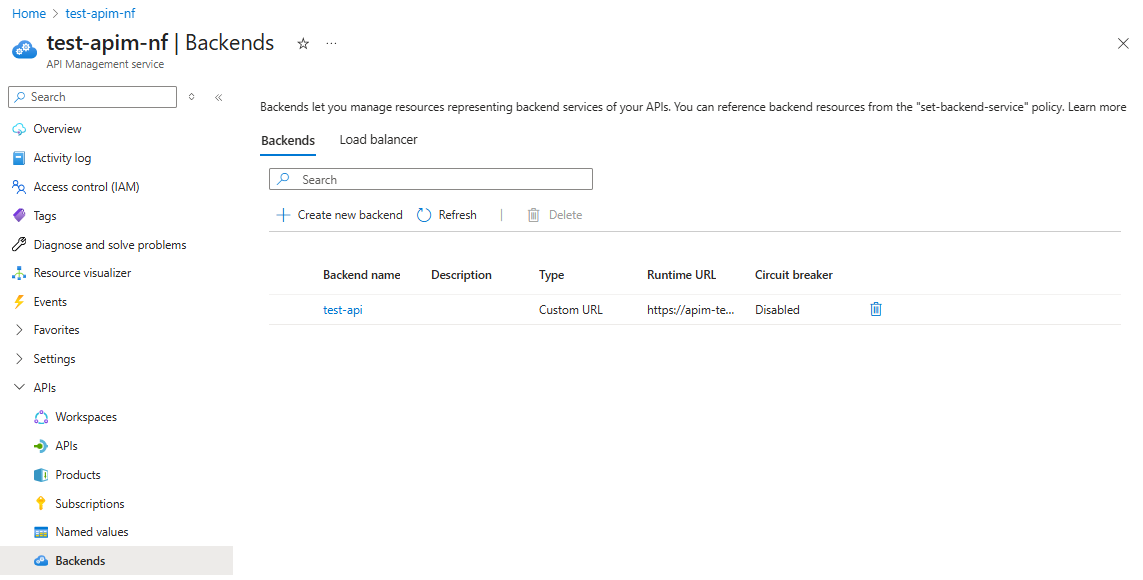 Home > test-apim-nf
test-apim-nf | Backends
API Management service
Search
Overview
Activity log
Access control (IAM)
Tags
Diagnose and solve problems
Resource visualizer
Events
Favorites
Settings
APIs
Workspaces
APIs
Products
Subscriptions
Named values
Backends
Backends let you manage resources representing backend services of your APIs. You can reference backend resources from the "set-backend-service" policy. Learn more
Backends Load balancer
Search
Create new backend Refresh | Delete
Backend name Description Type Runtime URL Circuit breaker
test-api Custom URL https://apim-te... Disabled